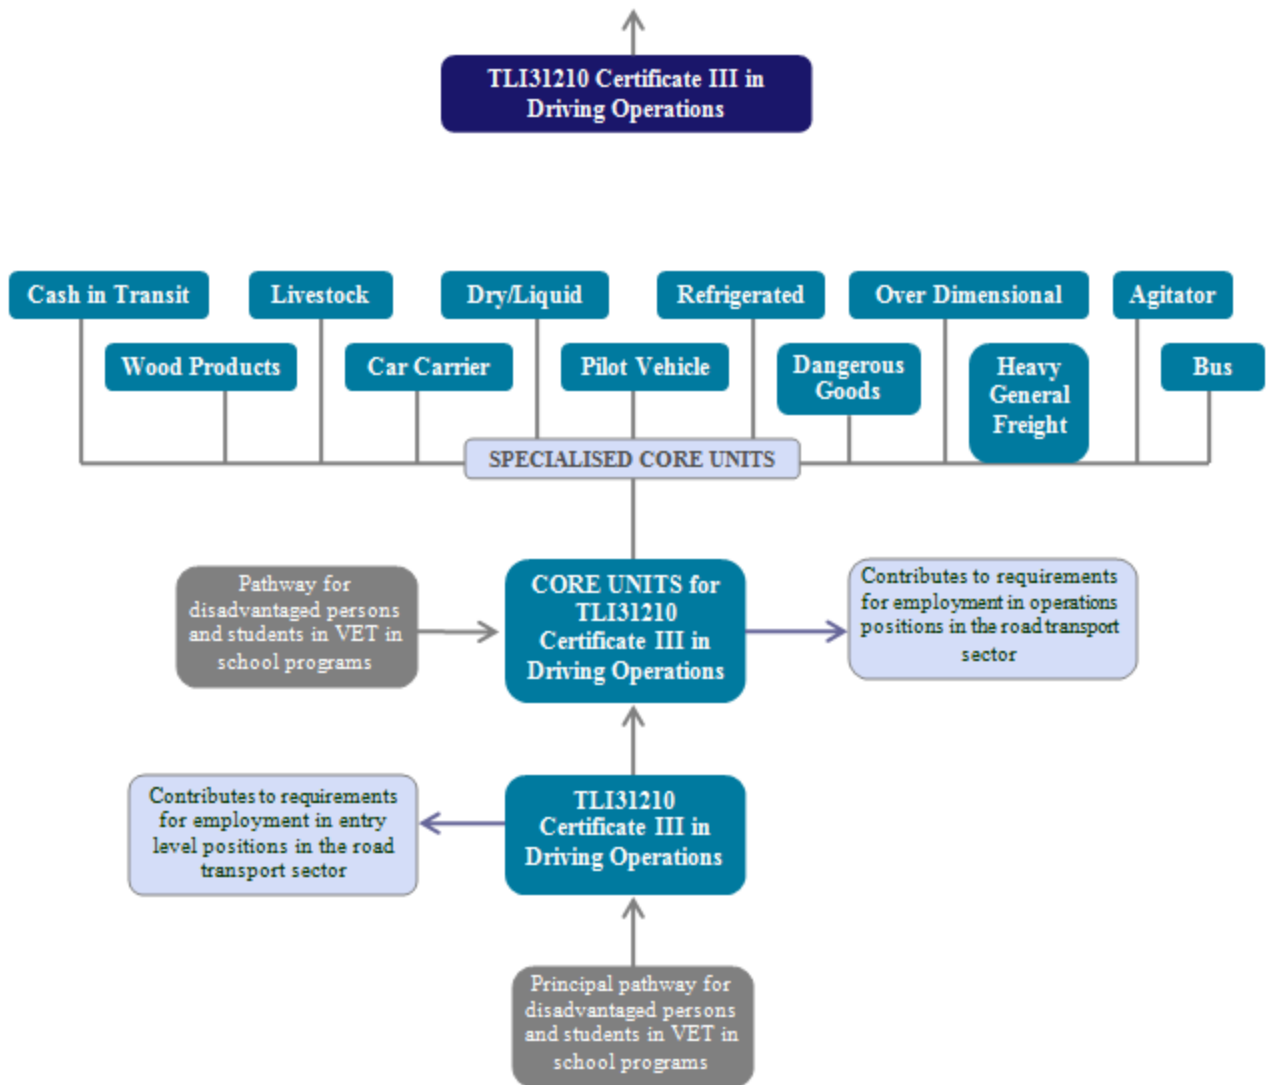 TLI31210 Certificate III in
Driving Operations
Cash in Transit
Livestock
Dry/Liquid
Refrigerated
Over Dimensional
Agitator
Wood Products
Car Carrier
Pilot Vehicle
Dangerous
Goods
Heavy
General
Freight
Bus
SPECIALISED CORE UNITS
Pathway for
disadvantaged persons
and students in VET in
school programs
CORE UNITS for
TLI31210
Certificate III in
Driving Operations
Contributes to requirements
for employment in operations
positions in the road transport
sector
Contributes to requirements
for employment in entry
level positions in the road
transport sector
TLI31210
Certificate III in
Driving Operations
Principal pathway for
disadvantaged persons
and students in VET in
school programs